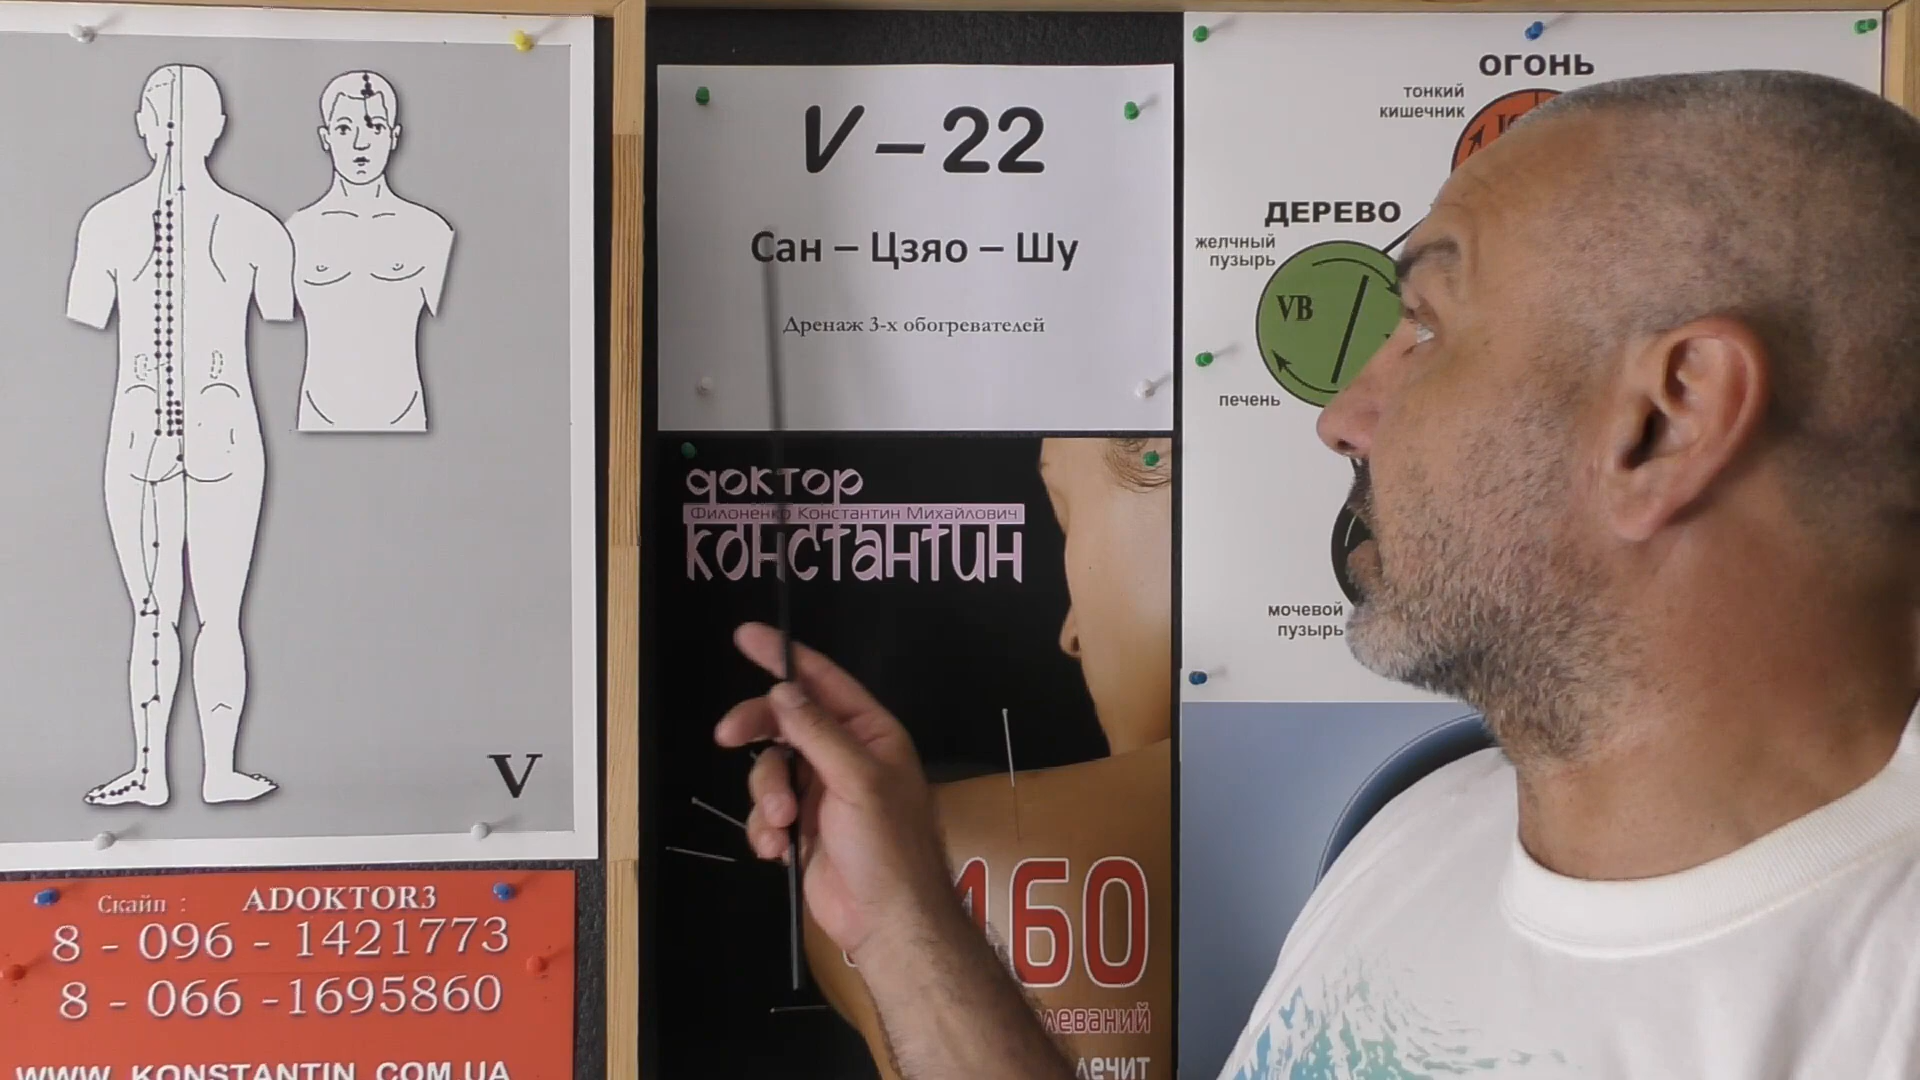 V
Скайп : ADOKTOR3
8 - 096 - 1421773
8 - 066 -1695860
WWW. KONSTANTIN. COM.UA
V – 22
Сан – Цзяо – Шу
Дренаж 3-х обогревателей
доктор
Филоненко Константин Михайлович
константин
160
лечит
ОГОНЬ
тонкий
кишечник
ДЕРЕВО
желчный
пузырь
VB
печень
мочевой
пузырь